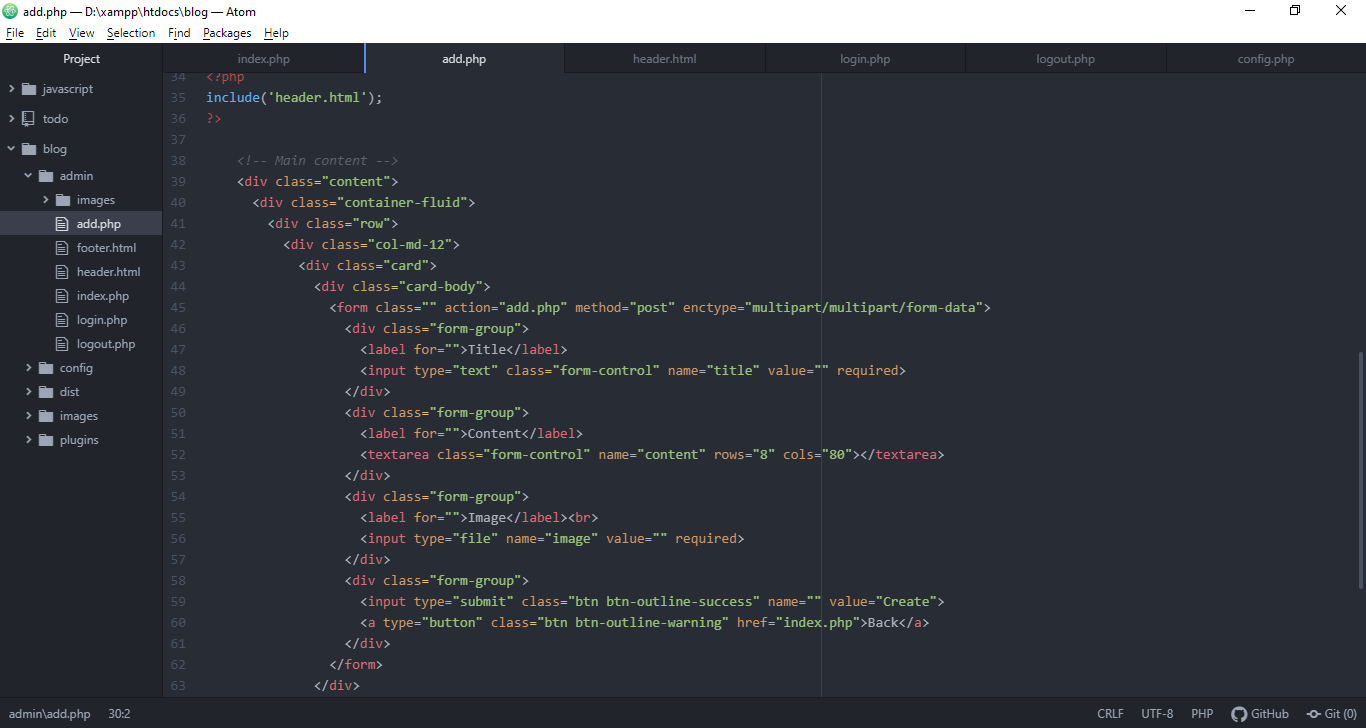 add.php — D:\xampp\htdocs\blog — Atom
File Edit View Selection Find Packages Help
Project
index.php add.php header.html login.php logout.php config.php
javascript
todo
blog
admin
images
add.php
footer.html
header.html
index.php
login.php
logout.php
config
dist
images
plugins
34 <?php
35 include('header.html');
36 ?>
37
38 <!-- Main content -->
39 <div class="content">
40 <div class="container-fluid">
41 <div class="row">
42 <div class="col-md-12">
43 <div class="card">
44 <div class="card-body">
45 <form class="" action="add.php" method="post" enctype="multipart/multipart/form-data">
46 <div class="form-group">
47 <label for="">Title</label>
48 <input type="text" class="form-control" name="title" value="" required>
49 </div>
50 <div class="form-group">
51 <label for="">Content</label>
52 <textarea class="form-control" name="content" rows="8" cols="80"></textarea>
53 </div>
54 <div class="form-group">
55 <label for="">Image</label><br>
56 <input type="file" name="image" value="" required>
57 </div>
58 <div class="form-group">
59 <input type="submit" class="btn btn-outline-success" name="" value="Create">
60 <a type="button" class="btn btn-outline-warning" href="index.php">Back</a>
61 </div>
62 </form>
63 </div>
admin\add.php 30:2 CRLF UTF-8 PHP GitHub Git (0)